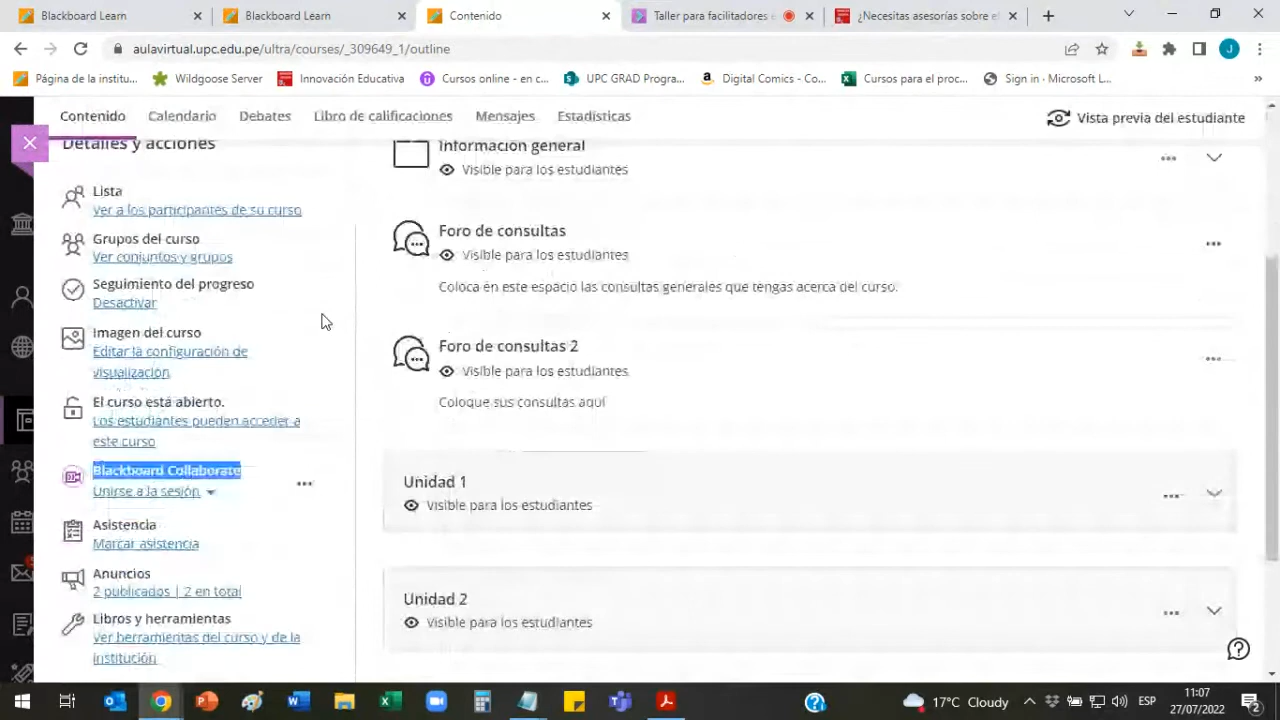 Blackboard Learn
Blackboard Learn
Contenido
Taller para facilitadores e
¿Necesitas asesorías sobre el
aulavirtual.upc.edu.pe/ultra/courses/_309649_1/outline
J
Página de la institu...
Wildgoose Server
Innovación Educativa
Cursos online - en c...
UPC GRAD Progra...
Digital Comics - Co...
Cursos para el proc...
Sign in - Microsoft L...
»
Contenido
Calendario
Debates
Libro de calificaciones
Mensajes
Estadísticas
Vista previa del estudiante
Detalles y acciones
Lista
Ver a los participantes de su curso
Grupos del curso
Ver conjuntos y grupos
Seguimiento del progreso
Desactivar
Imagen del curso
Editar la configuración de
visualización
El curso está abierto.
Los estudiantes pueden acceder a
este curso
Blackboard Collaborate
Unirse a la sesión
Asistencia
Marcar asistencia
Anuncios
2 publicados | 2 en total
Libros y herramientas
Ver herramientas del curso y de la
institución
Información general
Visible para los estudiantes
Foro de consultas
Visible para los estudiantes
Coloca en este espacio las consultas generales que tengas acerca del curso.
Foro de consultas 2
Visible para los estudiantes
Coloque sus consultas aquí
Unidad 1
Visible para los estudiantes
Unidad 2
Visible para los estudiantes
17°C Cloudy
ESP
11:07
27/07/2022
2